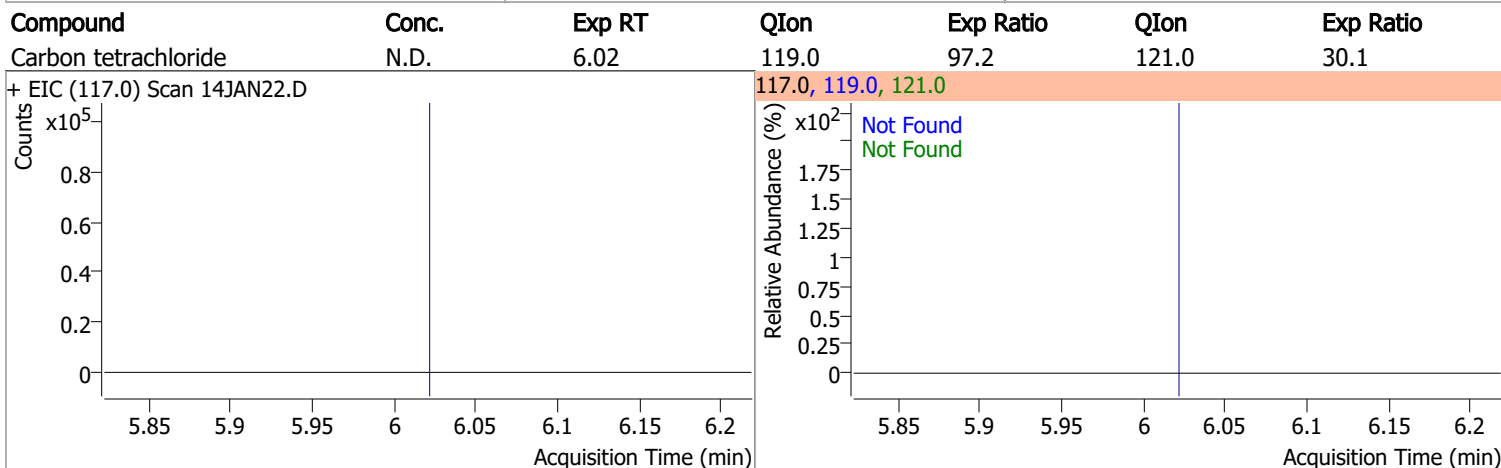 Compound Conc. Exp RT QIon Exp Ratio QIon Exp Ratio
Carbon tetrachloride N.D. 6.02 119.0 97.2 121.0 30.1
+ EIC (117.0) Scan 14JAN22.D
Counts
x10⁵
0.8
0.6
0.4
0.2
0
5.85 5.9 5.95 6 6.05 6.1 6.15 6.2
Acquisition Time (min)
117.0, 119.0, 121.0
Relative Abundance (%)
x10²
Not Found
Not Found
1.75
1.5
1.25
1
0.75
0.5
0.25
0
5.85 5.9 5.95 6 6.05 6.1 6.15 6.2
Acquisition Time (min)